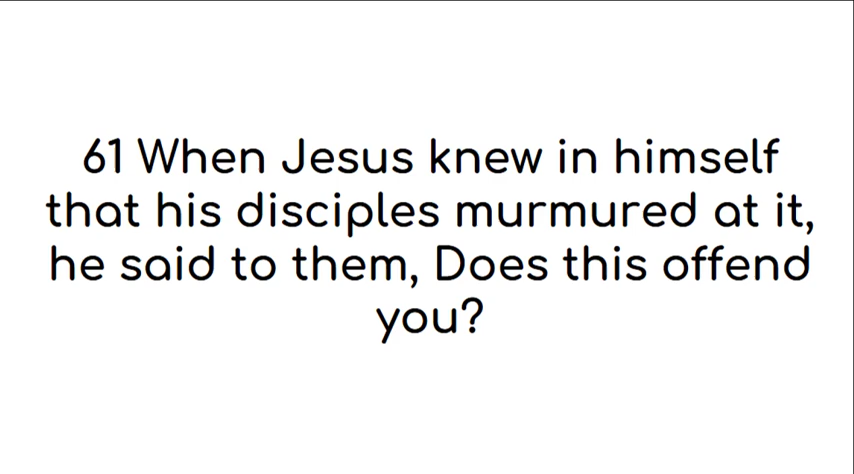 61 When Jesus knew in himself
that his disciples murmured at it,
he said to them, Does this offend
you?